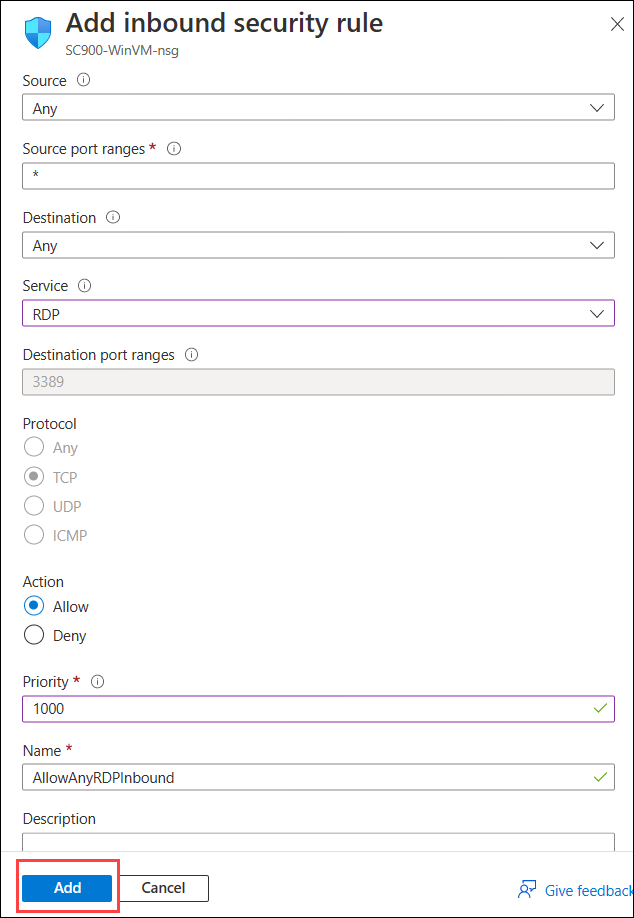 Add inbound security rule
SC900-WinVM-nsg
Source
Any
Source port ranges *
*
Destination
Any
Service
RDP
Destination port ranges
3389
Protocol
Any
TCP
UDP
ICMP
Action
Allow
Deny
Priority *
1000
Name *
AllowAnyRDPInbound
Description
Add Cancel Give feedback